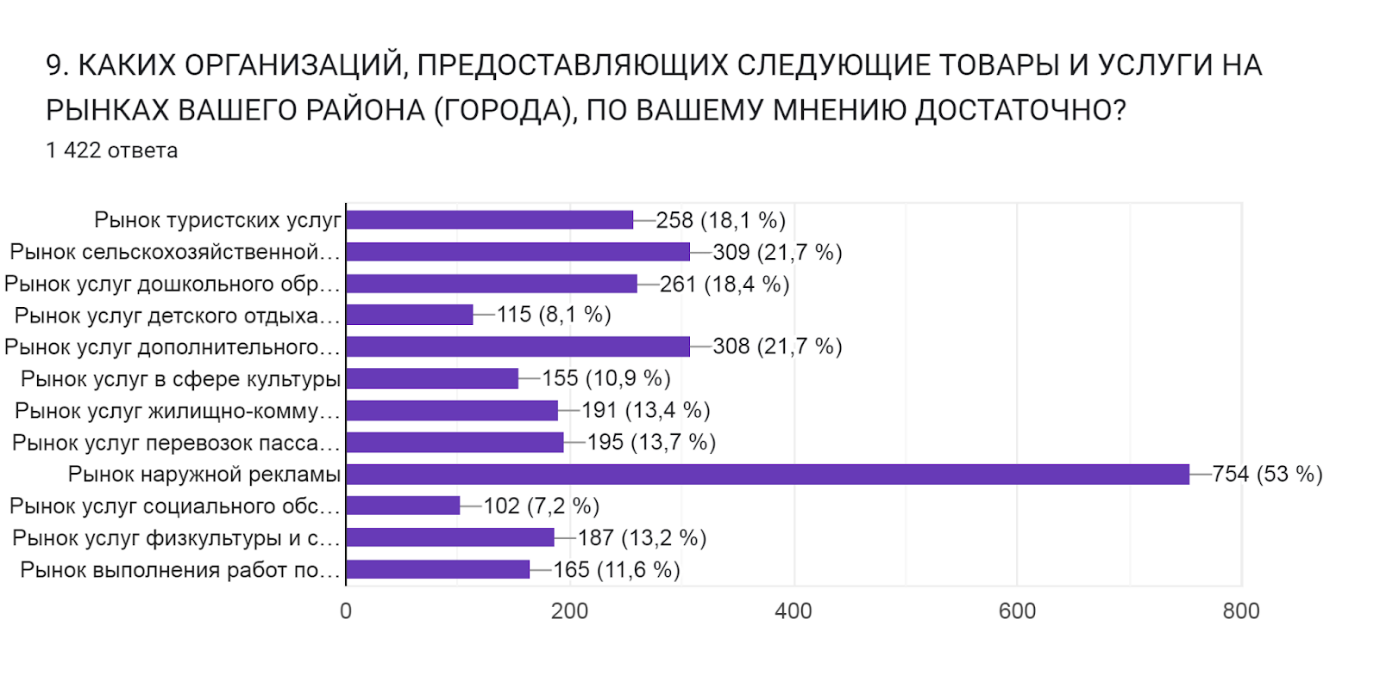 9. КАКИХ ОРГАНИЗАЦИЙ, ПРЕДОСТАВЛЯЮЩИХ СЛЕДУЮЩИЕ ТОВАРЫ И УСЛУГИ НА
РЫНКАХ ВАШЕГО РАЙОНА (ГОРОДА), ПО ВАШЕМУ МНЕНИЮ ДОСТАТОЧНО?
1 422 ответа
Рынок туристских услуг 258 (18,1 %)
Рынок сельскохозяйственной… 309 (21,7 %)
Рынок услуг дошкольного обр… 261 (18,4 %)
Рынок услуг детского отдыха… 115 (8,1 %)
Рынок услуг дополнительного… 308 (21,7 %)
Рынок услуг в сфере культуры 155 (10,9 %)
Рынок услуг жилищно-комму… 191 (13,4 %)
Рынок услуг перевозок пасса… 195 (13,7 %)
Рынок наружной рекламы 754 (53 %)
Рынок услуг социального обс… 102 (7,2 %)
Рынок услуг физкультуры и с… 187 (13,2 %)
Рынок выполнения работ по… 165 (11,6 %)
0 200 400 600 800